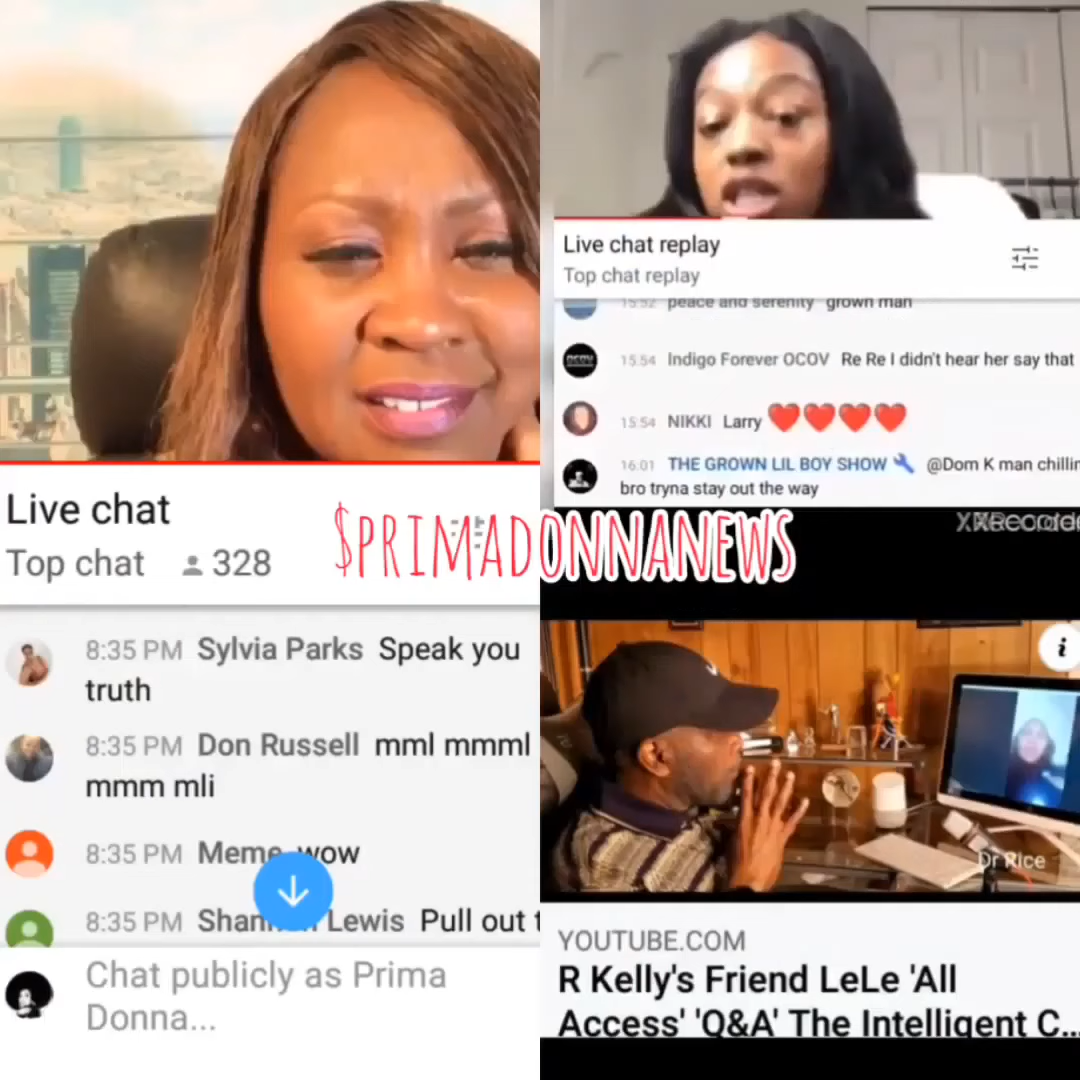 Live chat
Top chat 328
8:35 PM Sylvia Parks Speak you
truth
8:35 PM Don Russell mml mmml
mmm mli
8:35 PM Meme wow
8:35 PM Lewis Pull out
Chat publicly as Prima
Donna...
$PRIMADONNANEWS
Live chat replay
Top chat replay
15:52 peace and serenity grown man
15:54 Indigo Forever OCOV Re Re I didn't hear her say that
15:54 NIKKI Larry ❤️❤️❤️❤️
16:01 THE GROWN LIL BOY SHOW 🔧 @Dom K man chillin
bro tryna stay out the way
i
Dr Rice
YOUTUBE.COM
R Kelly's Friend LeLe 'All
Access' 'Q&A' The Intelligent C...